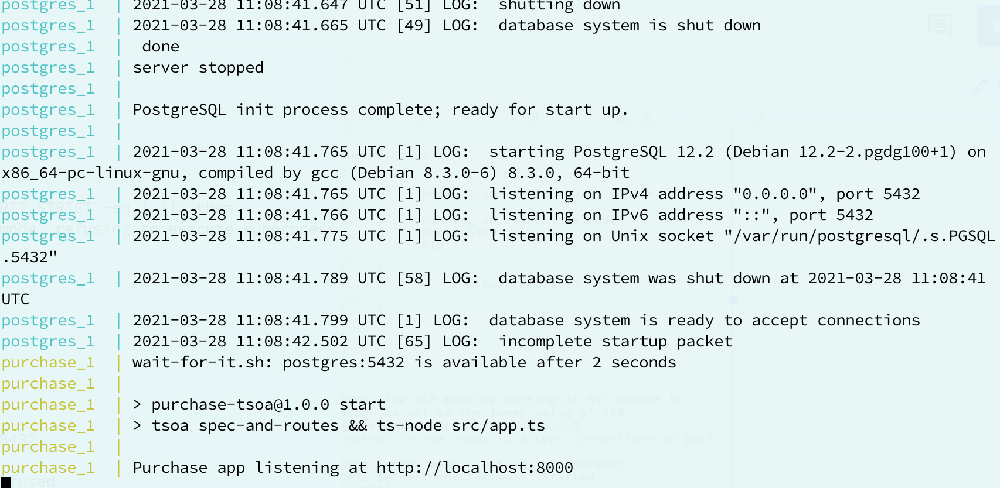 postgres_1  | 2021-03-28 11:08:41.647 UTC [51] LOG:  shutting down
postgres_1  | 2021-03-28 11:08:41.665 UTC [49] LOG:  database system is shut down
postgres_1  |  done
postgres_1  | server stopped
postgres_1  |
postgres_1  | PostgreSQL init process complete; ready for start up.
postgres_1  |
postgres_1  | 2021-03-28 11:08:41.765 UTC [1] LOG:  starting PostgreSQL 12.2 (Debian 12.2-2.pgdg100+1) on
x86_64-pc-linux-gnu, compiled by gcc (Debian 8.3.0-6) 8.3.0, 64-bit
postgres_1  | 2021-03-28 11:08:41.765 UTC [1] LOG:  listening on IPv4 address "0.0.0.0", port 5432
postgres_1  | 2021-03-28 11:08:41.766 UTC [1] LOG:  listening on IPv6 address "::", port 5432
postgres_1  | 2021-03-28 11:08:41.775 UTC [1] LOG:  listening on Unix socket "/var/run/postgresql/.s.PGSQL
.5432"
postgres_1  | 2021-03-28 11:08:41.789 UTC [58] LOG:  database system was shut down at 2021-03-28 11:08:41
UTC
postgres_1  | 2021-03-28 11:08:41.799 UTC [1] LOG:  database system is ready to accept connections
postgres_1  | 2021-03-28 11:08:42.502 UTC [65] LOG:  incomplete startup packet
purchase_1  | wait-for-it.sh: postgres:5432 is available after 2 seconds
purchase_1  |
purchase_1  | > purchase-tsoa@1.0.0 start
purchase_1  | > tsoa spec-and-routes && ts-node src/app.ts
purchase_1  |
purchase_1  | Purchase app listening at http://localhost:8000